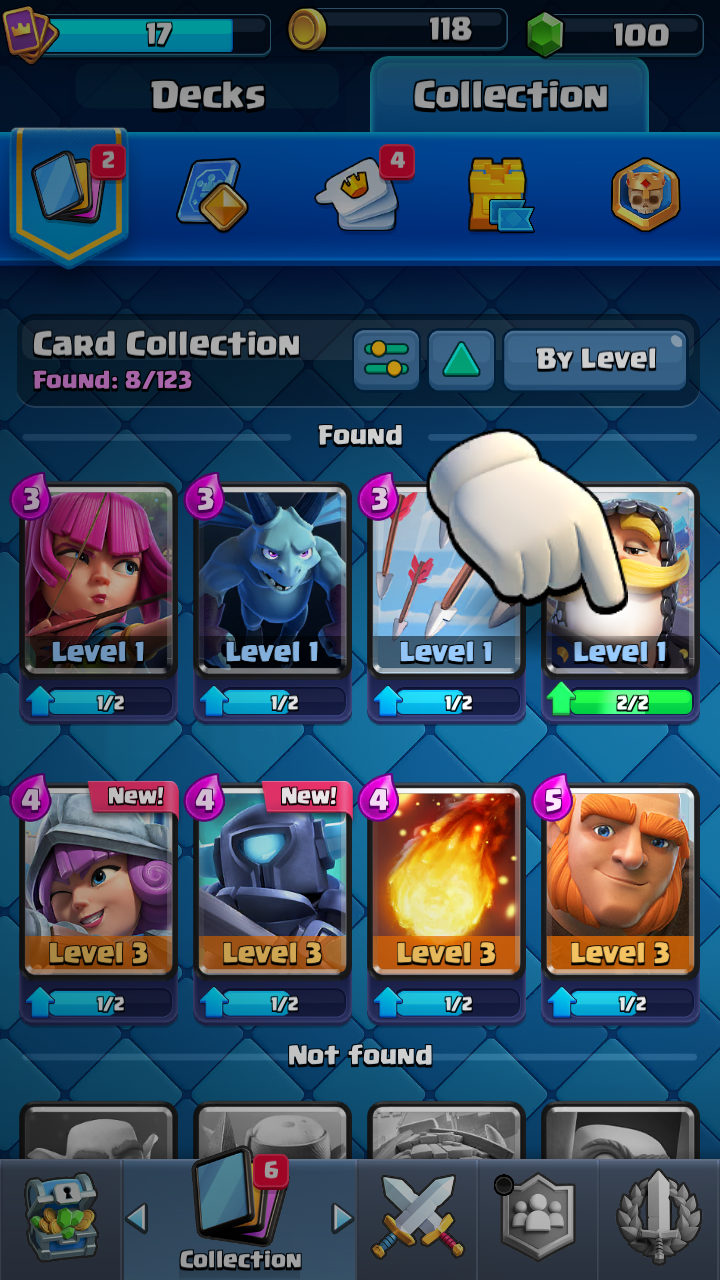 17 118 100
Decks Collection
2 4
Card Collection
Found: 8/123
By Level
Found
3 3 3
Level 1 Level 1 Level 1 Level 1
1/2 1/2 1/2 2/2
4 New! 4 New! 4 5
Level 3 Level 3 Level 3 Level 3
1/2 1/2 1/2 1/2
Not found
6
Collection